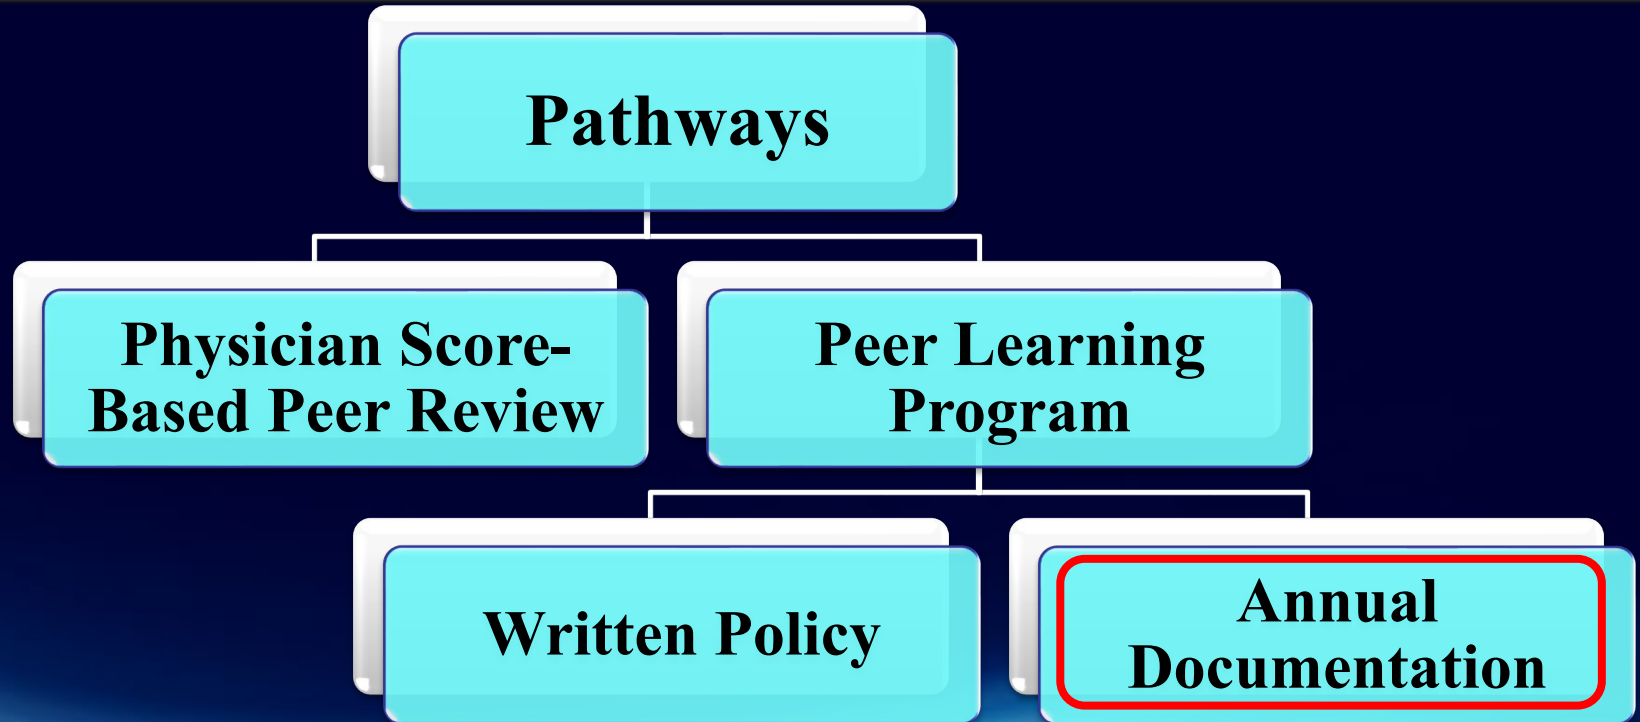 Pathways
Physician Score-
Based Peer Review
Peer Learning
Program
Written Policy
Annual
Documentation